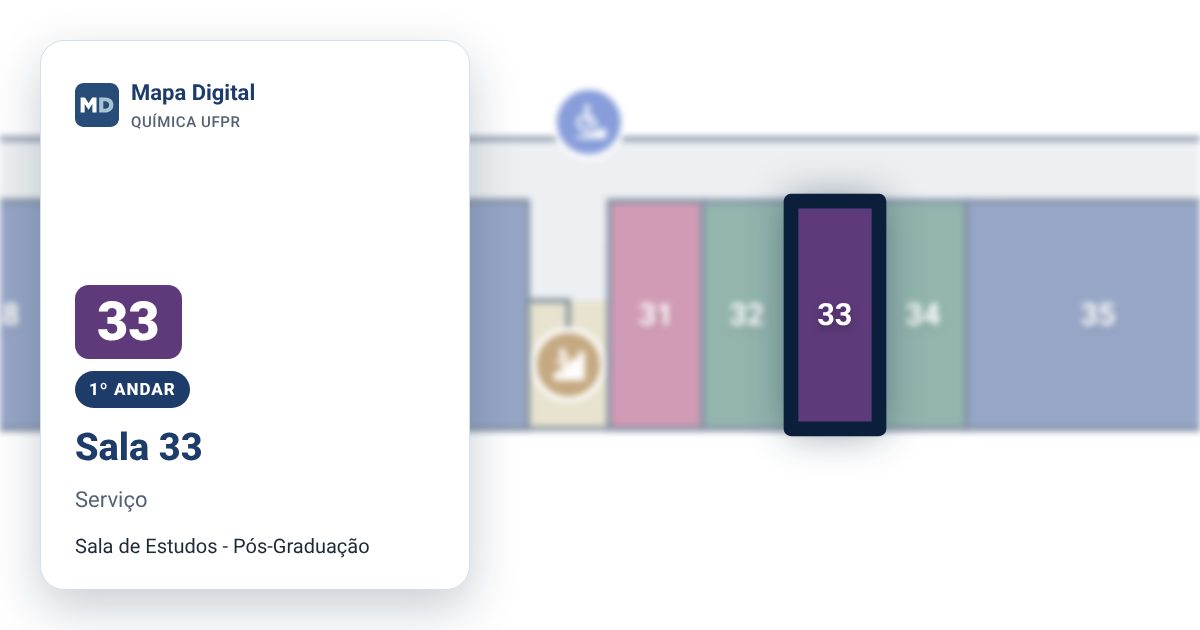 MD
Mapa Digital
QUÍMICA UFPR
33
1º ANDAR
Sala 33
Serviço
Sala de Estudos - Pós-Graduação
8
31
32
33
34
35